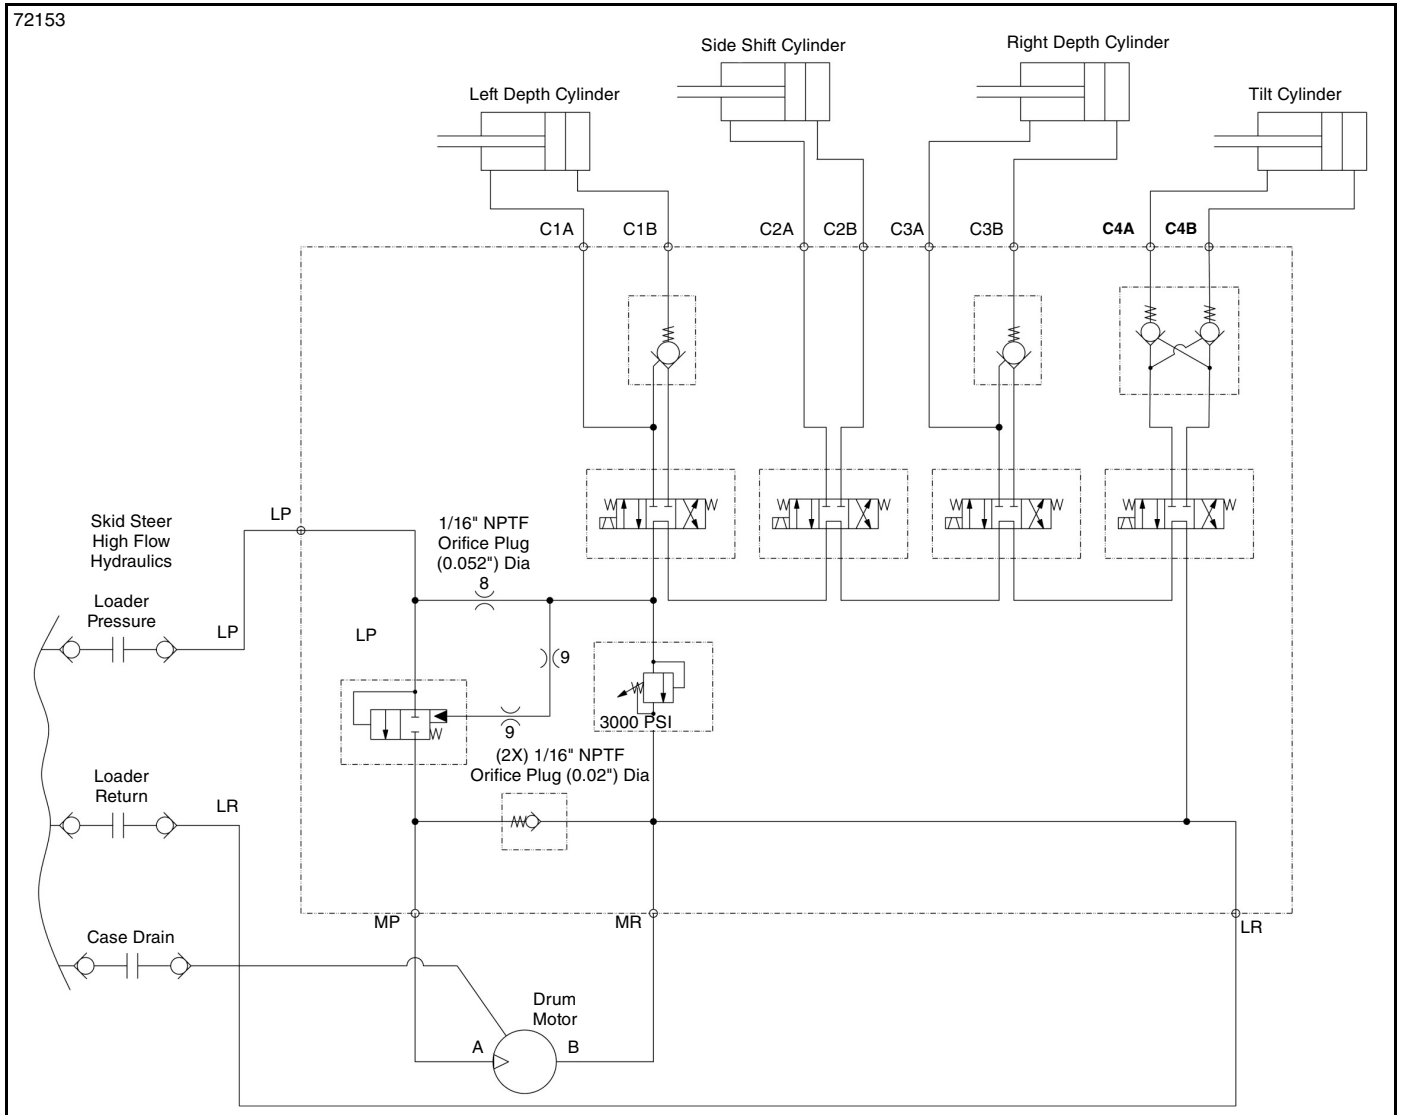 72153
Side Shift Cylinder
Right Depth Cylinder
Left Depth Cylinder
Tilt Cylinder
C1A
C1B
C2A
C2B
C3A
C3B
C4A
C4B
Skid Steer
High Flow
Hydraulics
LP
1/16" NPTF
Orifice Plug
(0.052") Dia
8
Loader
Pressure
LP
LP
9
3000 PSI
9
(2X) 1/16" NPTF
Orifice Plug (0.02") Dia
Loader
Return
LR
MP
MR
LR
Case Drain
Drum
Motor
A
B